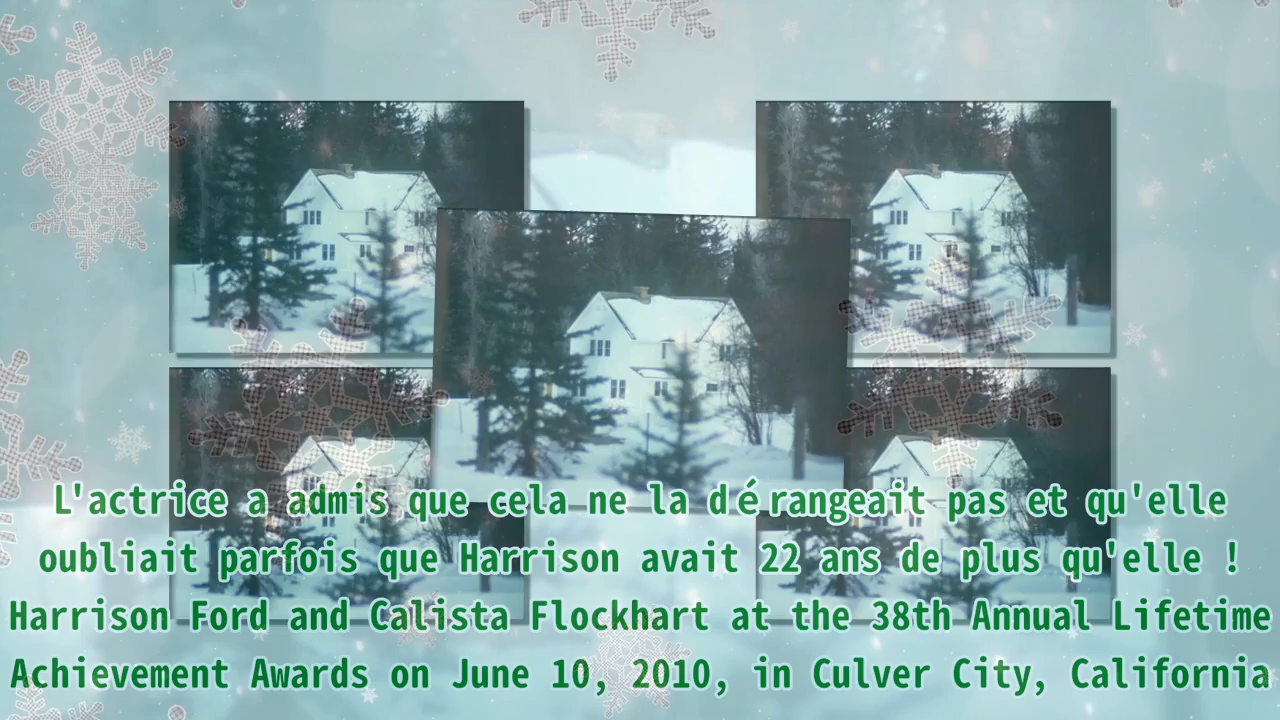 L'actrice a admis que cela ne la dérangeait pas et qu'elle
oubliait parfois que Harrison avait 22 ans de plus qu'elle !
Harrison Ford and Calista Flockhart at the 38th Annual Lifetime
Achievement Awards on June 10, 2010, in Culver City, California